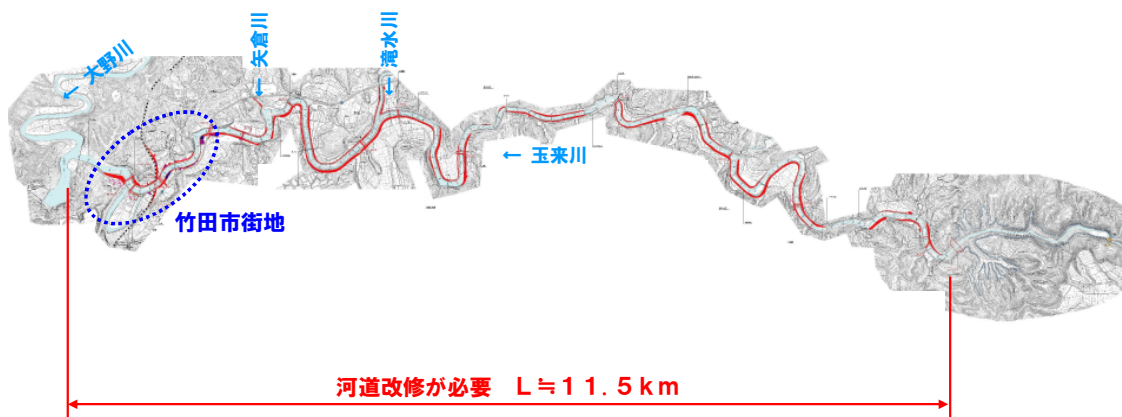 ← 大野川
← 矢倉川
← 滝水川
← 玉来川
竹田市街地
河道改修が必要 L≒11.5km